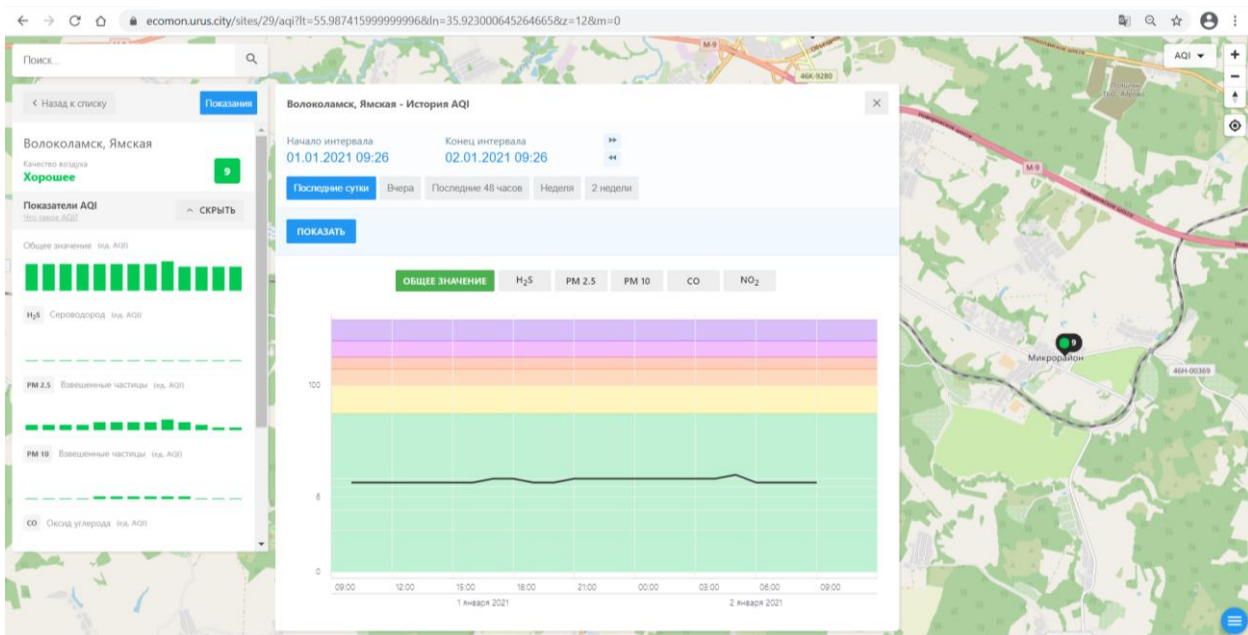 ecomon.urus.city/sites/29/aqi?lt=55.987415999999996&ln=35.923000645264665&z=12&m=0
Поиск...
AQI
Назад к списку
Показания
Волоколамск, Ямская
Качество воздуха
Хорошее
9
Показатели AQI
Что такое AQI?
СКРЫТЬ
Общее значение (ед. AQI)
H2S Сероводород (ед. AQI)
PM 2.5 Взвешенные частицы (ед. AQI)
PM 10 Взвешенные частицы (ед. AQI)
CO Оксид углерода (ед. AQI)
Волоколамск, Ямская - История AQI
Начало интервала
Конец интервала
01.01.2021 09:26
02.01.2021 09:26
Последние сутки
Вчера
Последние 48 часов
Неделя
2 недели
ПОКАЗАТЬ
ОБЩЕЕ ЗНАЧЕНИЕ
H2S
PM 2.5
PM 10
CO
NO2
100
6
0
09:00 12:00 15:00 18:00 21:00 00:00 03:00 06:00 09:00
1 января 2021
2 января 2021
M-9
46К-9280
M-9
9
Микрорайон
46Н-00369